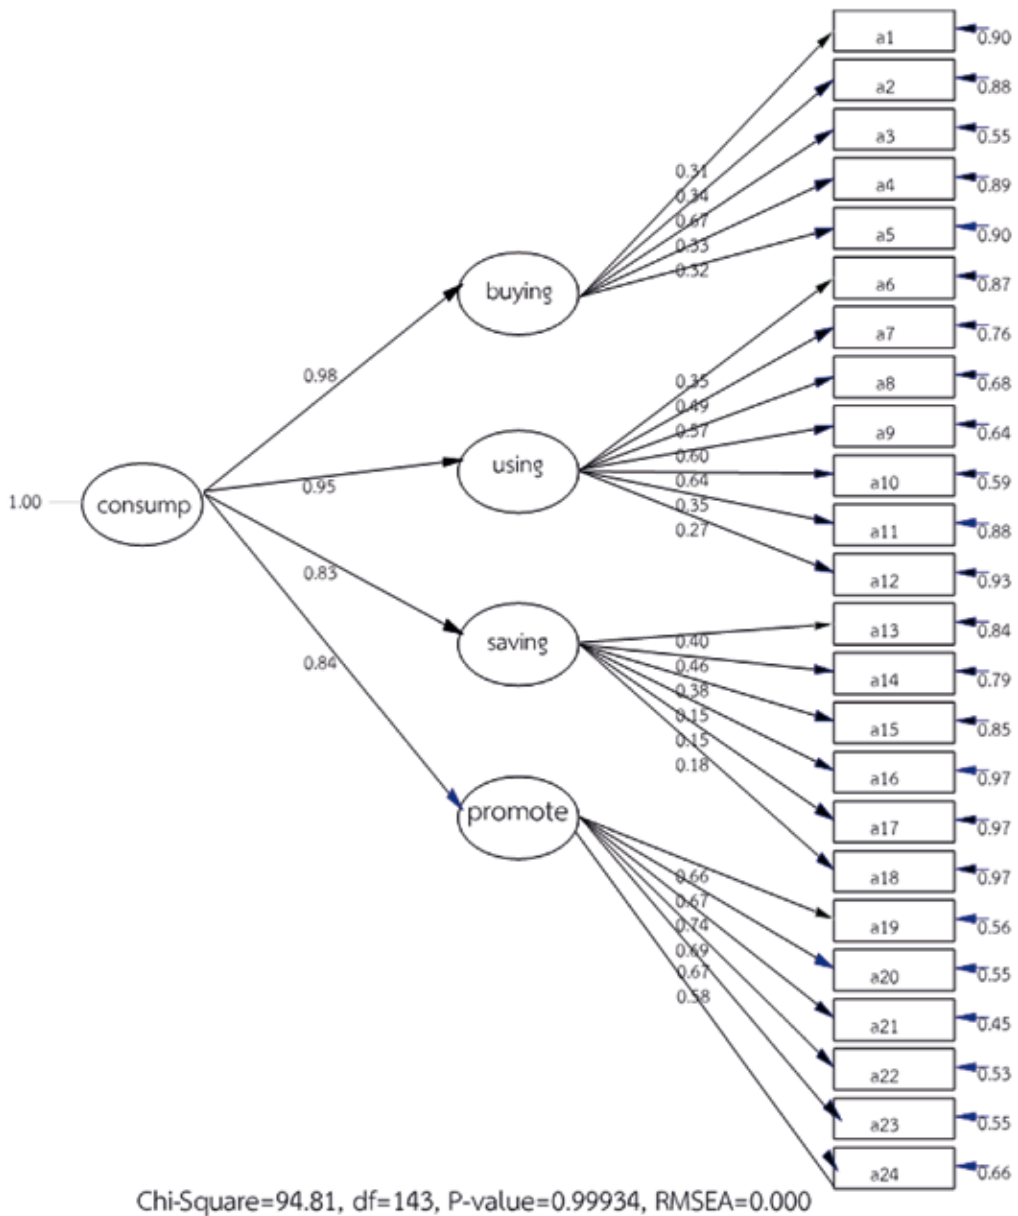 a1
0.90
a2
0.88
a3
0.55
a4
0.89
a5
0.90
a6
0.87
a7
0.76
a8
0.68
a9
0.64
a10
0.59
a11
0.88
a12
0.93
a13
0.84
a14
0.79
a15
0.85
a16
0.97
a17
0.97
a18
0.97
a19
0.56
a20
0.55
a21
0.45
a22
0.53
a23
0.55
a24
0.66
0.31
0.34
0.67
0.33
0.32
buying
0.98
0.35
0.49
0.57
0.60
0.64
0.35
0.27
using
0.95
1.00
consump
0.83
0.40
0.46
0.38
0.15
0.15
0.18
saving
0.84
promote
0.66
0.67
0.74
0.69
0.67
0.58
Chi-Square=94.81, df=143, P-value=0.99934, RMSEA=0.000